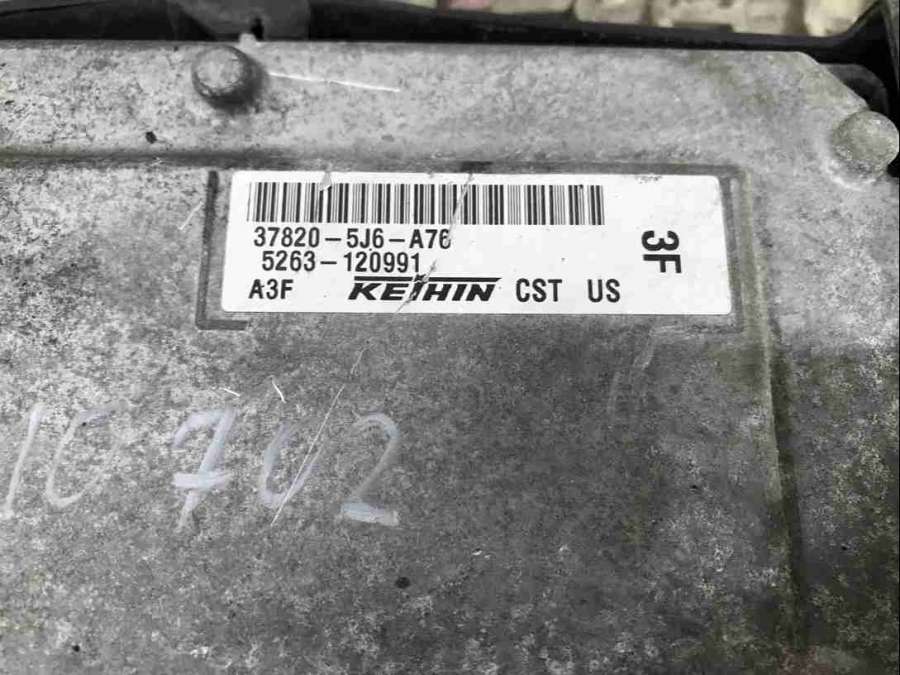 37820-5J6-A76
3F
5263-120991
A3F KEIHIN CST US
10702